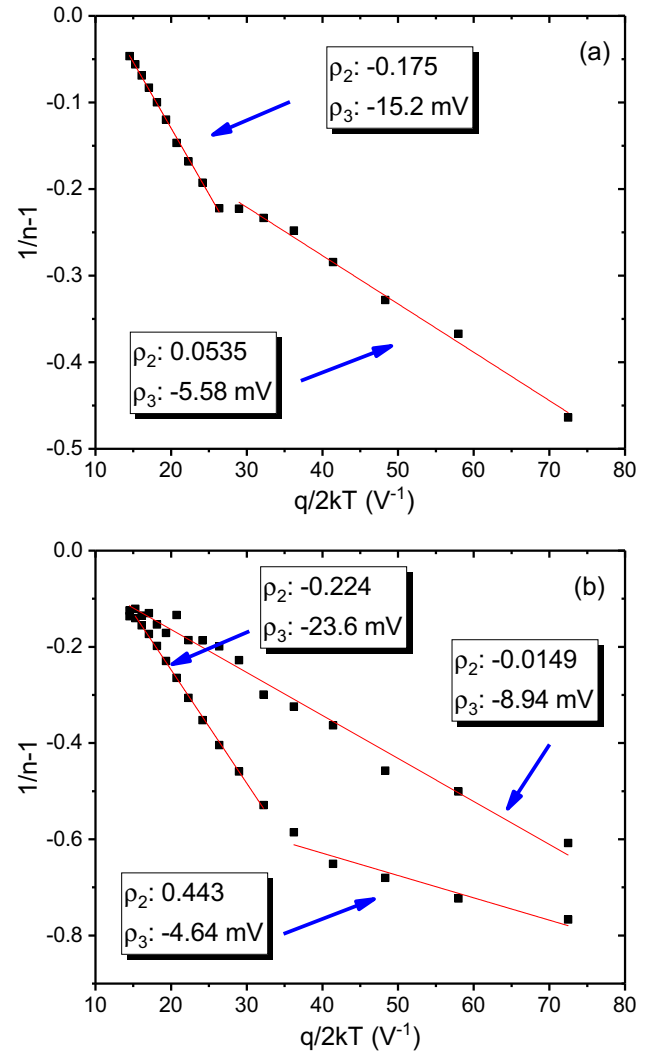 (a)
ρ₂: -0.175
ρ₃: -15.2 mV
ρ₂: 0.0535
ρ₃: -5.58 mV
0.0
-0.1
-0.2
-0.3
-0.4
-0.5
1/n-1
10 20 30 40 50 60 70 80
q/2kT (V⁻¹)
(b)
ρ₂: -0.224
ρ₃: -23.6 mV
ρ₂: -0.0149
ρ₃: -8.94 mV
ρ₂: 0.443
ρ₃: -4.64 mV
0.0
-0.2
-0.4
-0.6
-0.8
1/n-1
10 20 30 40 50 60 70 80
q/2kT (V⁻¹)